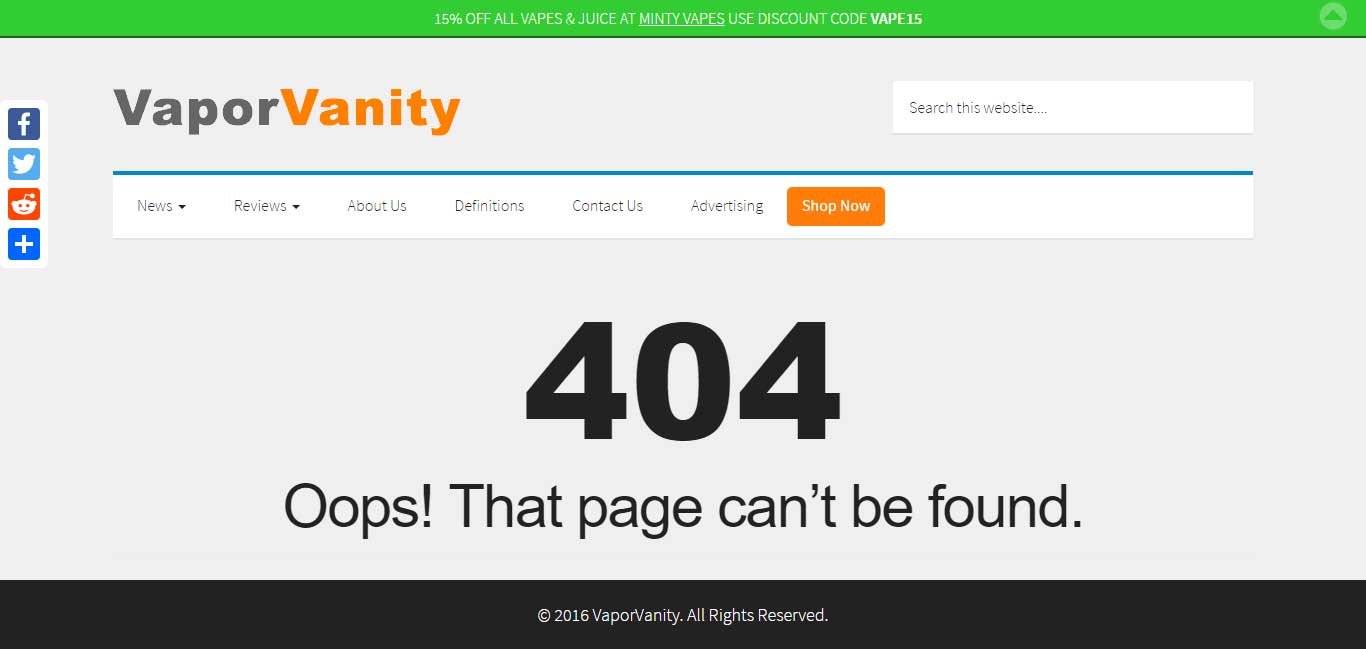 15% OFF ALL VAPES & JUICE AT MINTY VAPES USE DISCOUNT CODE VAPE15
VaporVanity
Search this website....
News
Reviews
About Us
Definitions
Contact Us
Advertising
Shop Now
404
Oops! That page can’t be found.
© 2016 VaporVanity. All Rights Reserved.